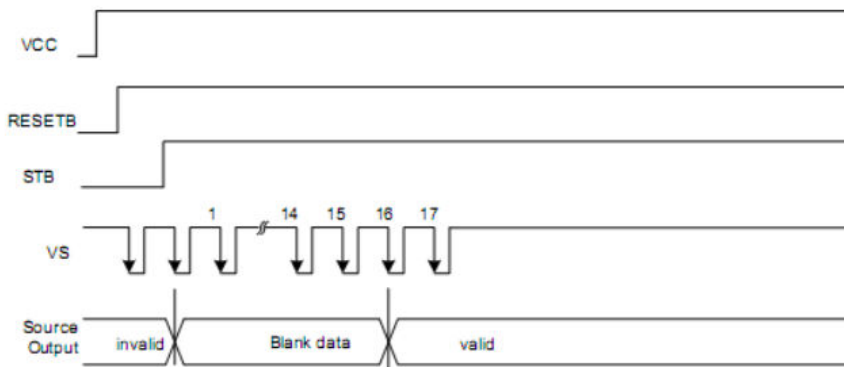 VCC
RESETB
STB
1 14 15 16 17
VS
Source
Output
invalid Blank data valid